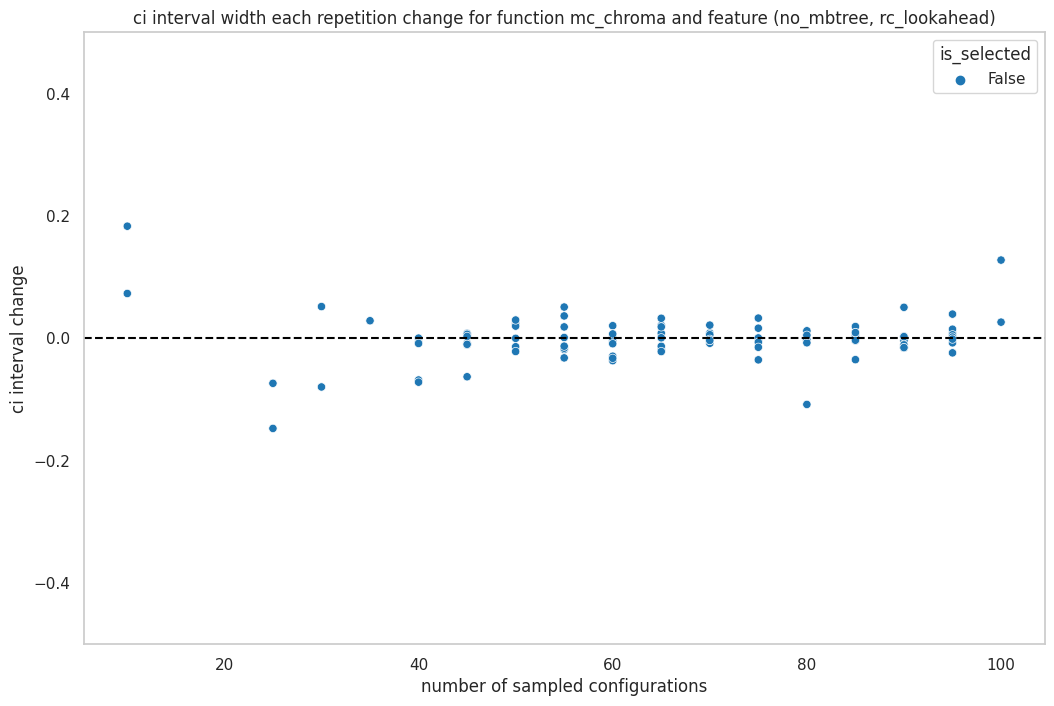 ci interval width each repetition change for function mc_chroma and feature (no_mbtree, rc_lookahead)
is_selected
False
ci interval change
0.4
0.2
0.0
−0.2
−0.4
20 40 60 80 100
number of sampled configurations